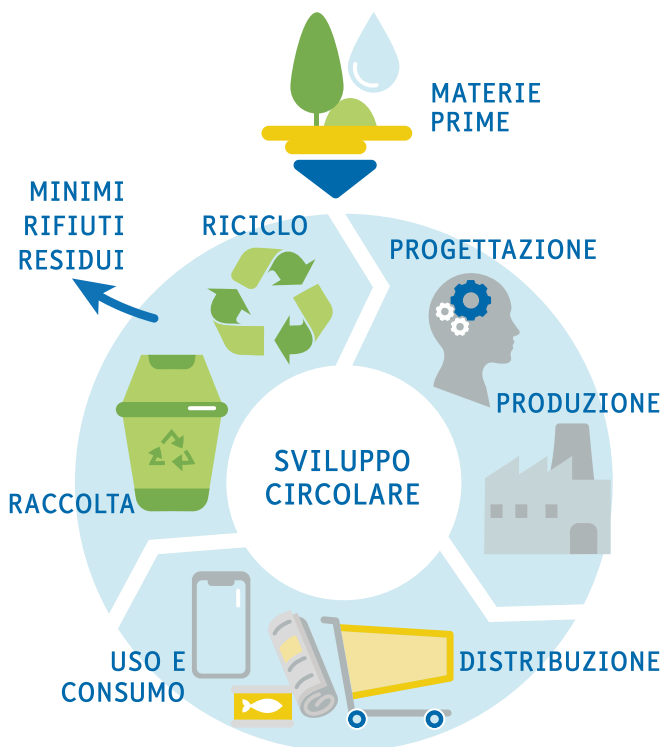 MATERIE
PRIME
MINIMI
RIFIUTI
RESIDUI
RICICLO
PROGETTAZIONE
PRODUZIONE
SVILUPPO
CIRCOLARE
RACCOLTA
USO E
CONSUMO
DISTRIBUZIONE